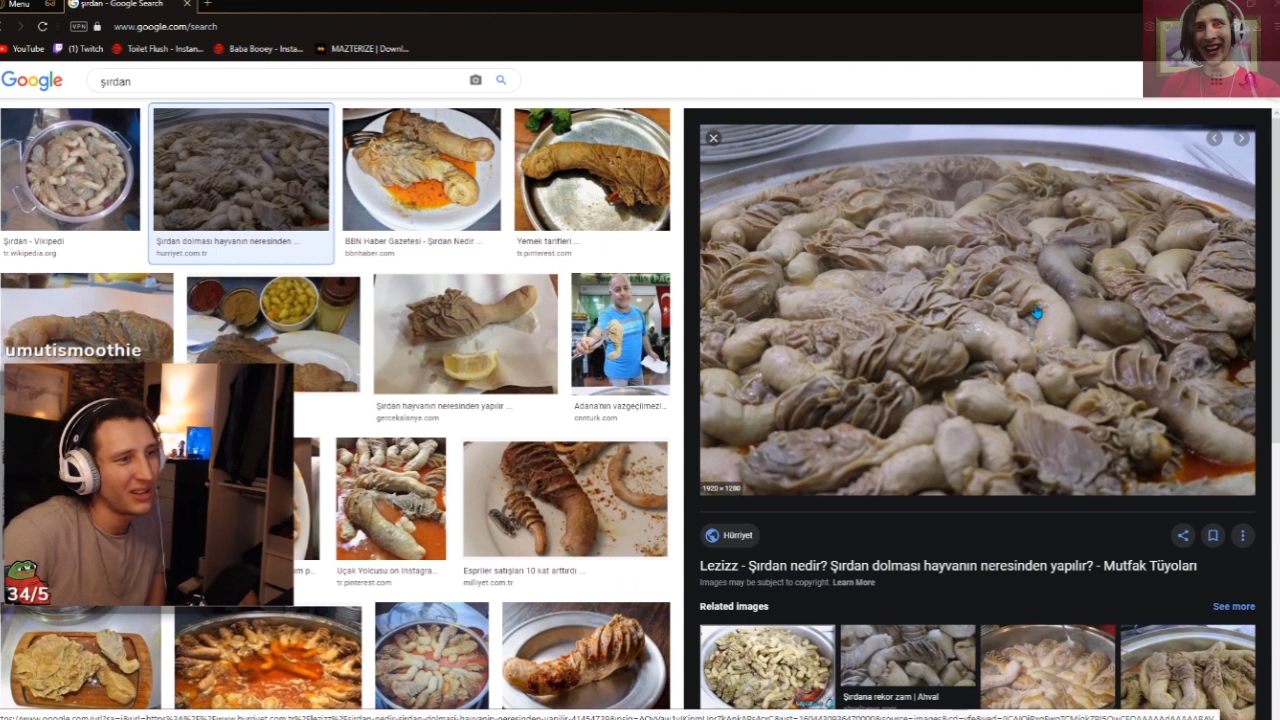 Menu
şırdan - Google Search
VPN
www.google.com/search
YouTube
(1) Twitch
Toilet Flush - Instan...
Baba Booey - Insta...
MAZTERIZE | Downl...
Google
şırdan
Şırdan - Vikipedi
tr.wikipedia.org
Şırdan dolması hayvanın neresinden ...
hurriyet.com.tr
BBN Haber Gazetesi - Şırdan Nedir ...
bbnhaber.com
Yemek tarifleri ...
tr.pinterest.com
umutismoothie
Şırdan hayvanın neresinden yapılır ...
gercekalanya.com
Adana'nın vazgeçilmezi...
cnnturk.com
1920 × 1280
Hürriyet
Lezizz - Şırdan nedir? Şırdan dolması hayvanın neresinden yapılır? - Mutfak Tüyoları
Images may be subject to copyright. Learn More
Uçak Yolcusu on Instagra...
tr.pinterest.com
Espriler satışları 10 kat arttırdı ...
milliyet.com.tr
34/5
Related images
See more
Şırdana rekor zam | Ahval